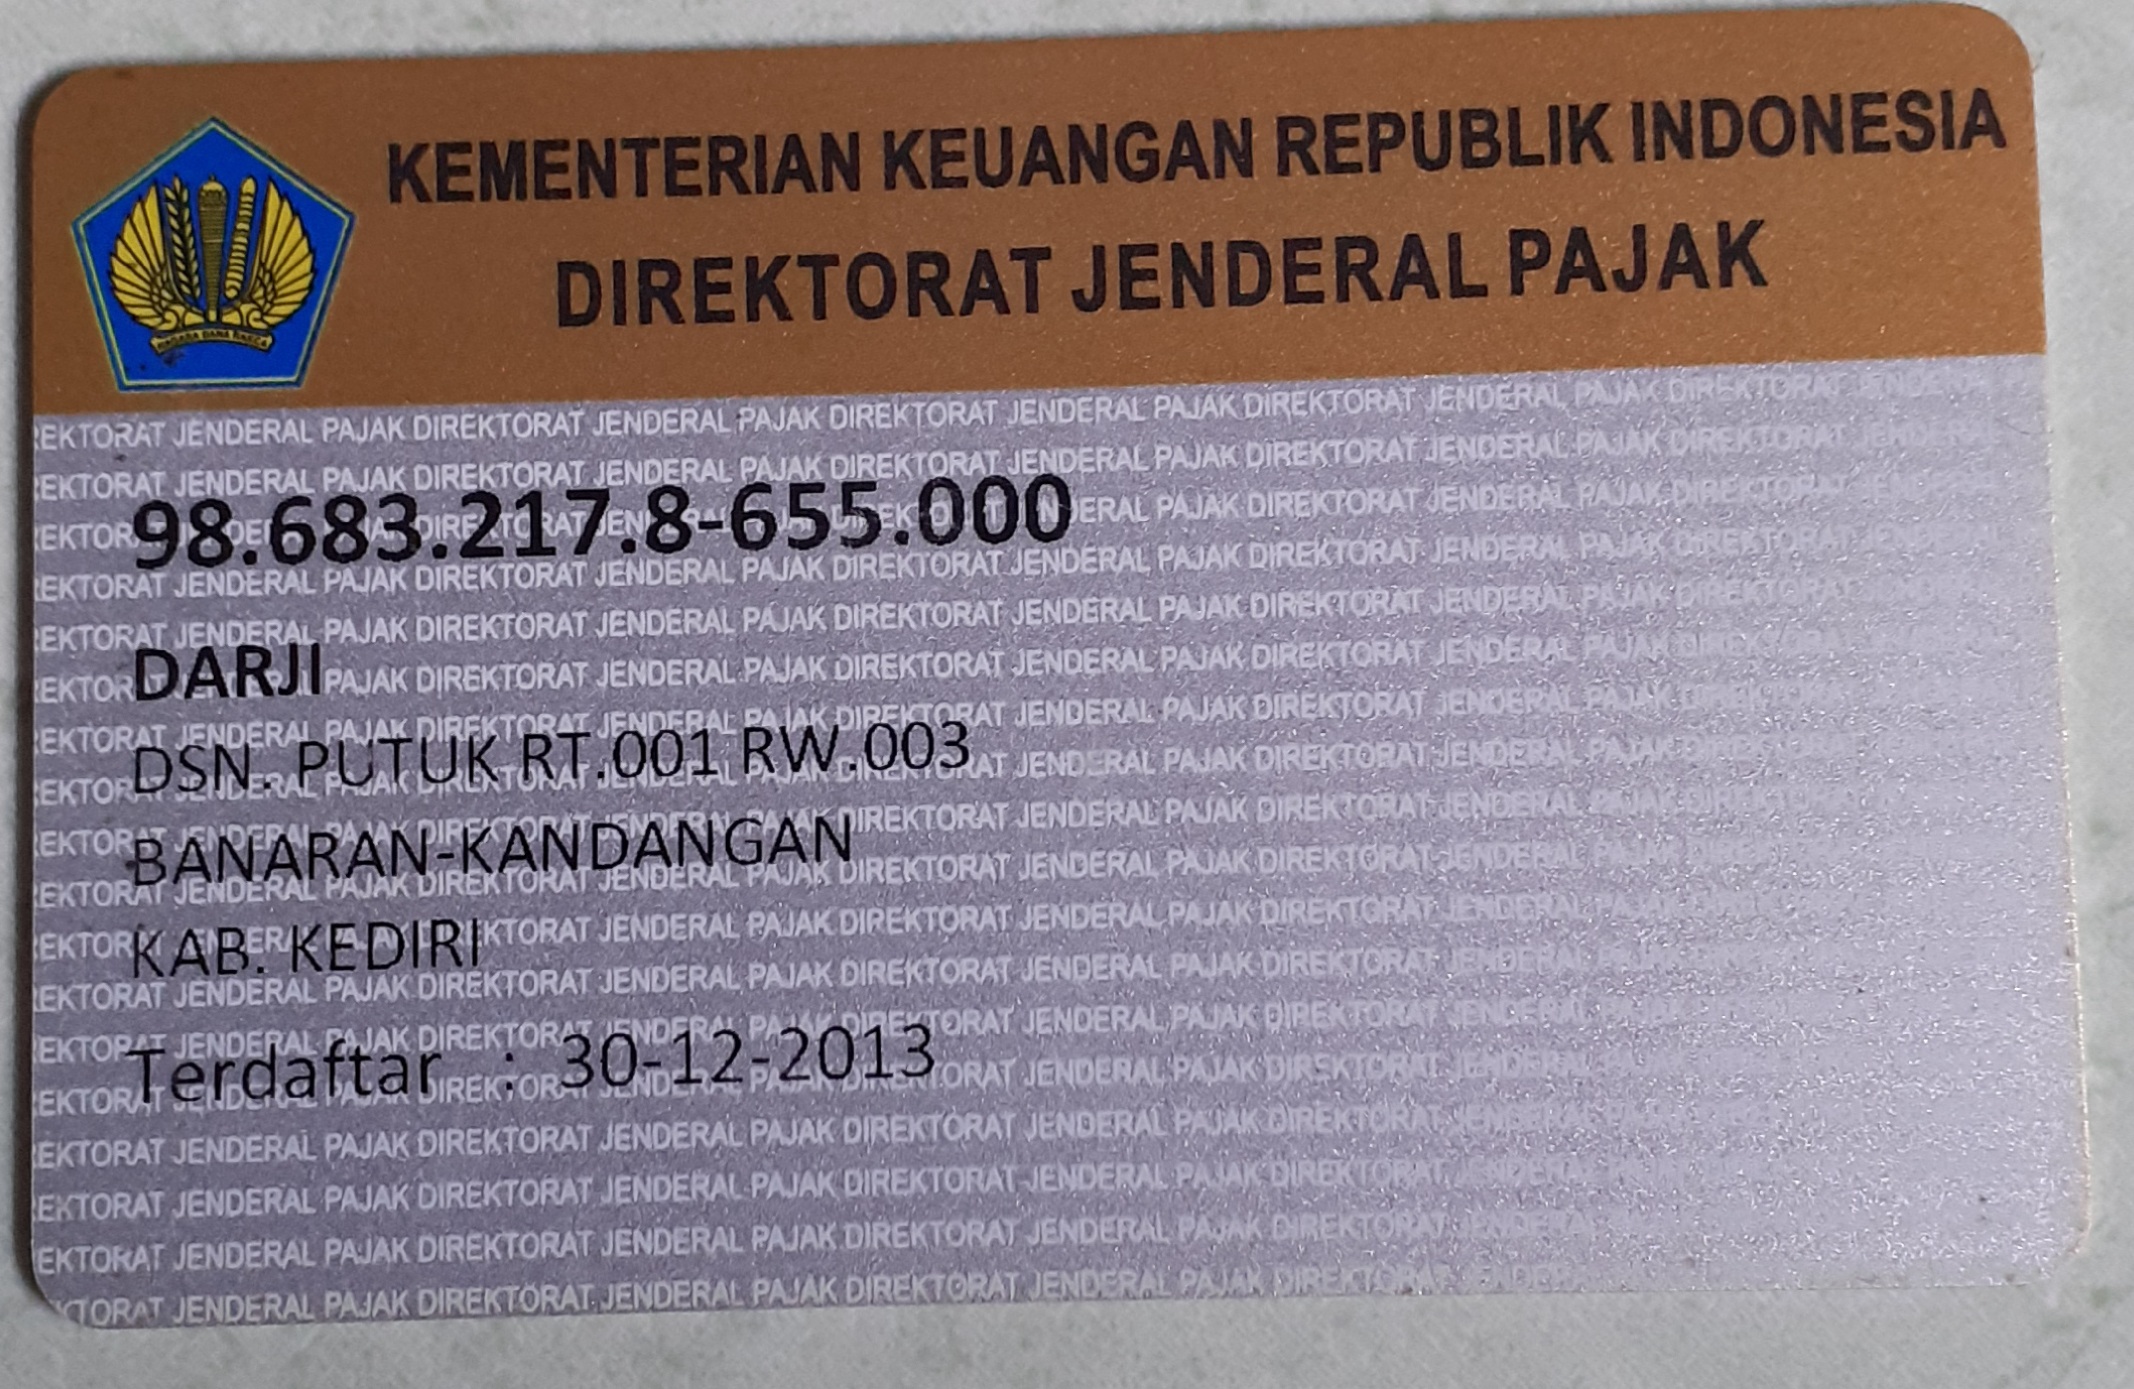 KEMENTERIAN KEUANGAN REPUBLIK INDONESIA
DIREKTORAT JENDERAL PAJAK
NAGARA DANA RAKCA
98.683.217.8-655.000
DARJI
DSN. PUTUK RT.001 RW.003
BANARAN-KANDANGAN
KAB. KEDIRI
Terdaftar : 30-12-2013